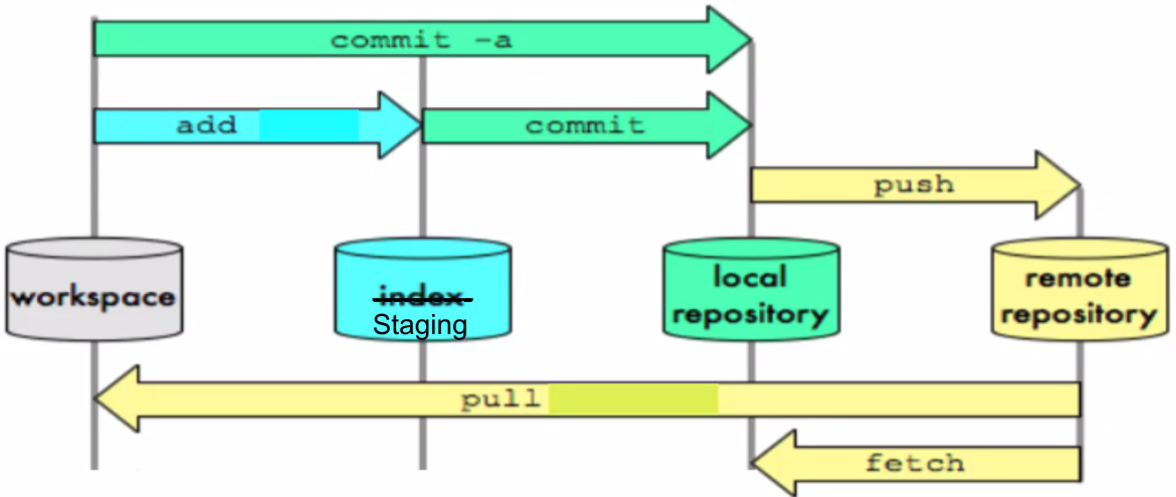 commit -a
add
commit
push
workspace
index
Staging
local
repository
remote
repository
pull
fetch